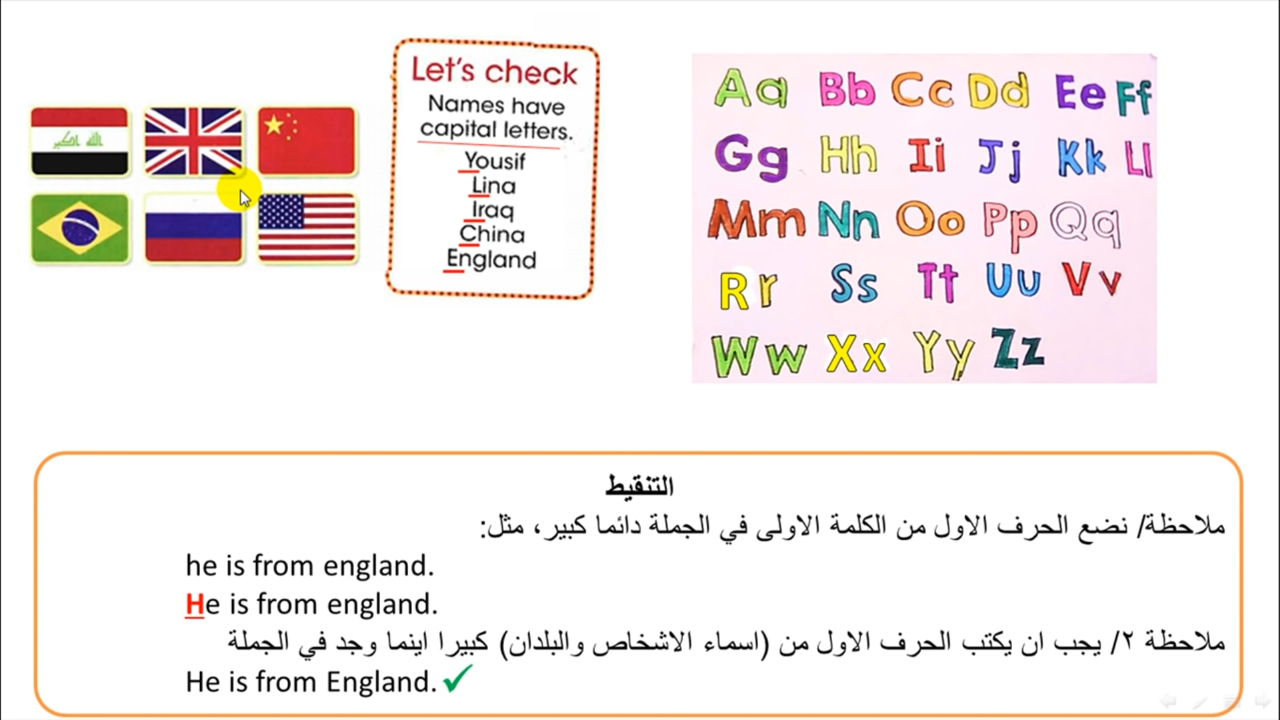 الله اكبر
Let's check
Names have
capital letters.
Yousif
Lina
Iraq
China
England
Aa Bb Cc Dd Ee Ff
Gg Hh Ii Jj Kk Ll
Mm Nn Oo Pp Qq
Rr Ss Tt Uu Vv
Ww Xx Yy Zz
التنقيط
ملاحظة/ نضع الحرف الاول من الكلمة الاولى في الجملة دائما كبير، مثل:
he is from england.
He is from england.
ملاحظة ٢/ يجب ان يكتب الحرف الاول من (اسماء الاشخاص والبلدان) كبيرا اينما وجد في الجملة
He is from England.